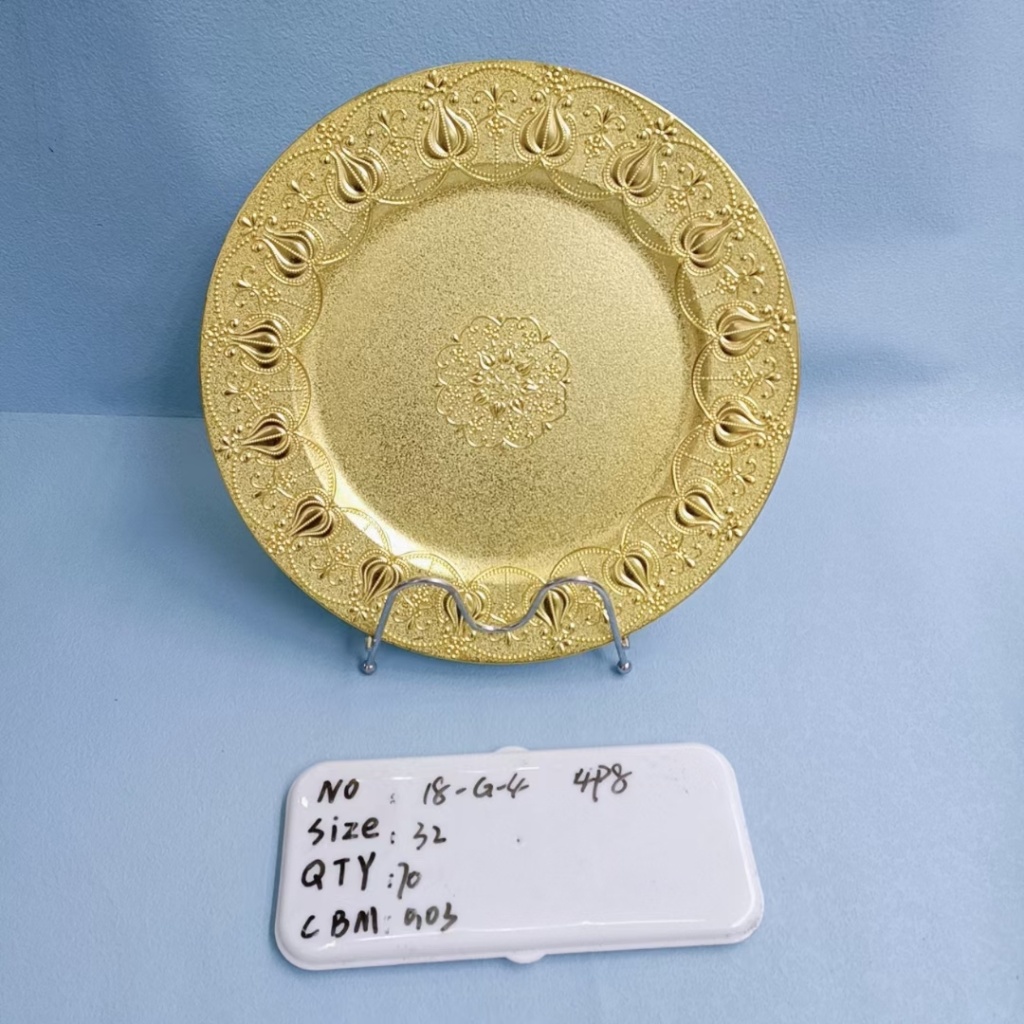 NO : 18-G-4 4P8
Size: 32
QTY: 70
CBM: 0.03